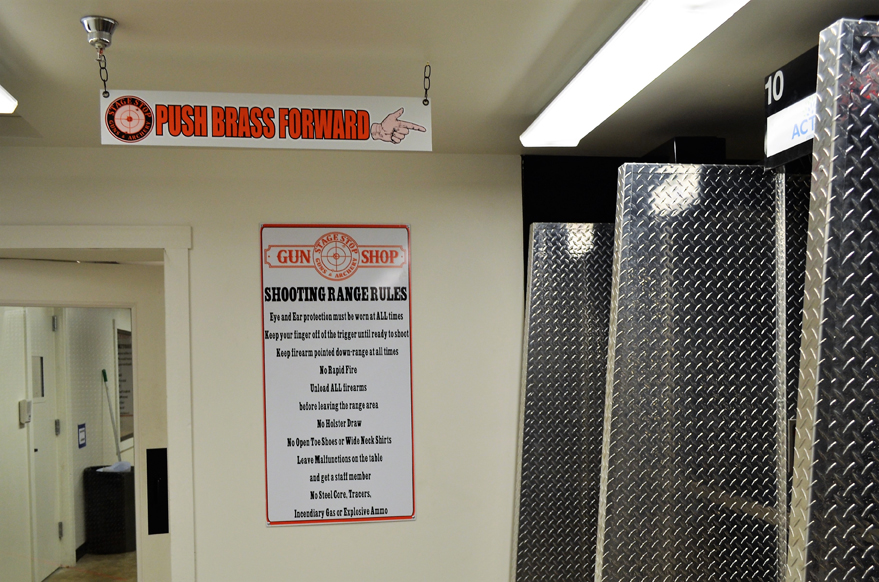 STAGE STOP
GUNS & ARCHERY
PUSH BRASS FORWARD
10
ACT
STAGE STOP
GUN SHOP
GUNS & ARCHERY
SHOOTING RANGE RULES
Eye and Ear protection must be worn at ALL times
Keep your finger off of the trigger until ready to shoot
Keep firearm pointed down-range at all times
No Rapid Fire
Unload ALL firearms
before leaving the range area
No Holster Draw
No Open Toe Shoes or Wide Neck Shirts
Leave Malfunctions on the table
and get a staff member
No Steel Core, Tracers,
Incendiary Gas or Explosive Ammo